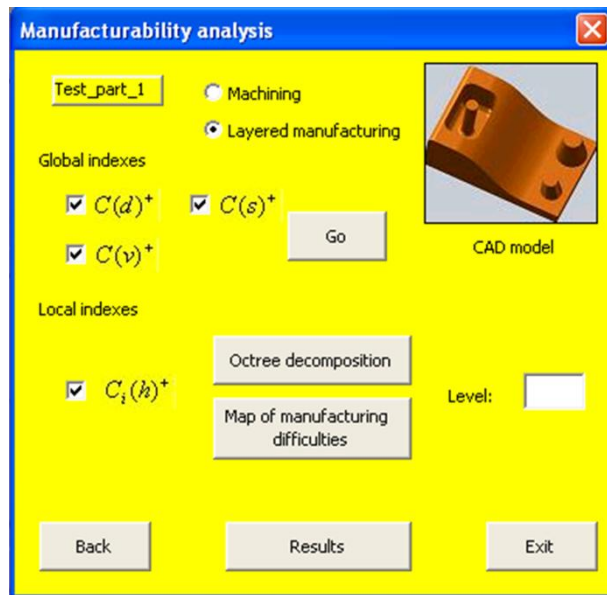 Manufacturability analysis
Test_part_1
Machining
Layered manufacturing
Global indexes
C(d)⁺
C(s)⁺
C(v)⁺
Go
CAD model
Local indexes
Octree decomposition
C_i(h)⁺
Level:
Map of manufacturing
difficulties
Back
Results
Exit